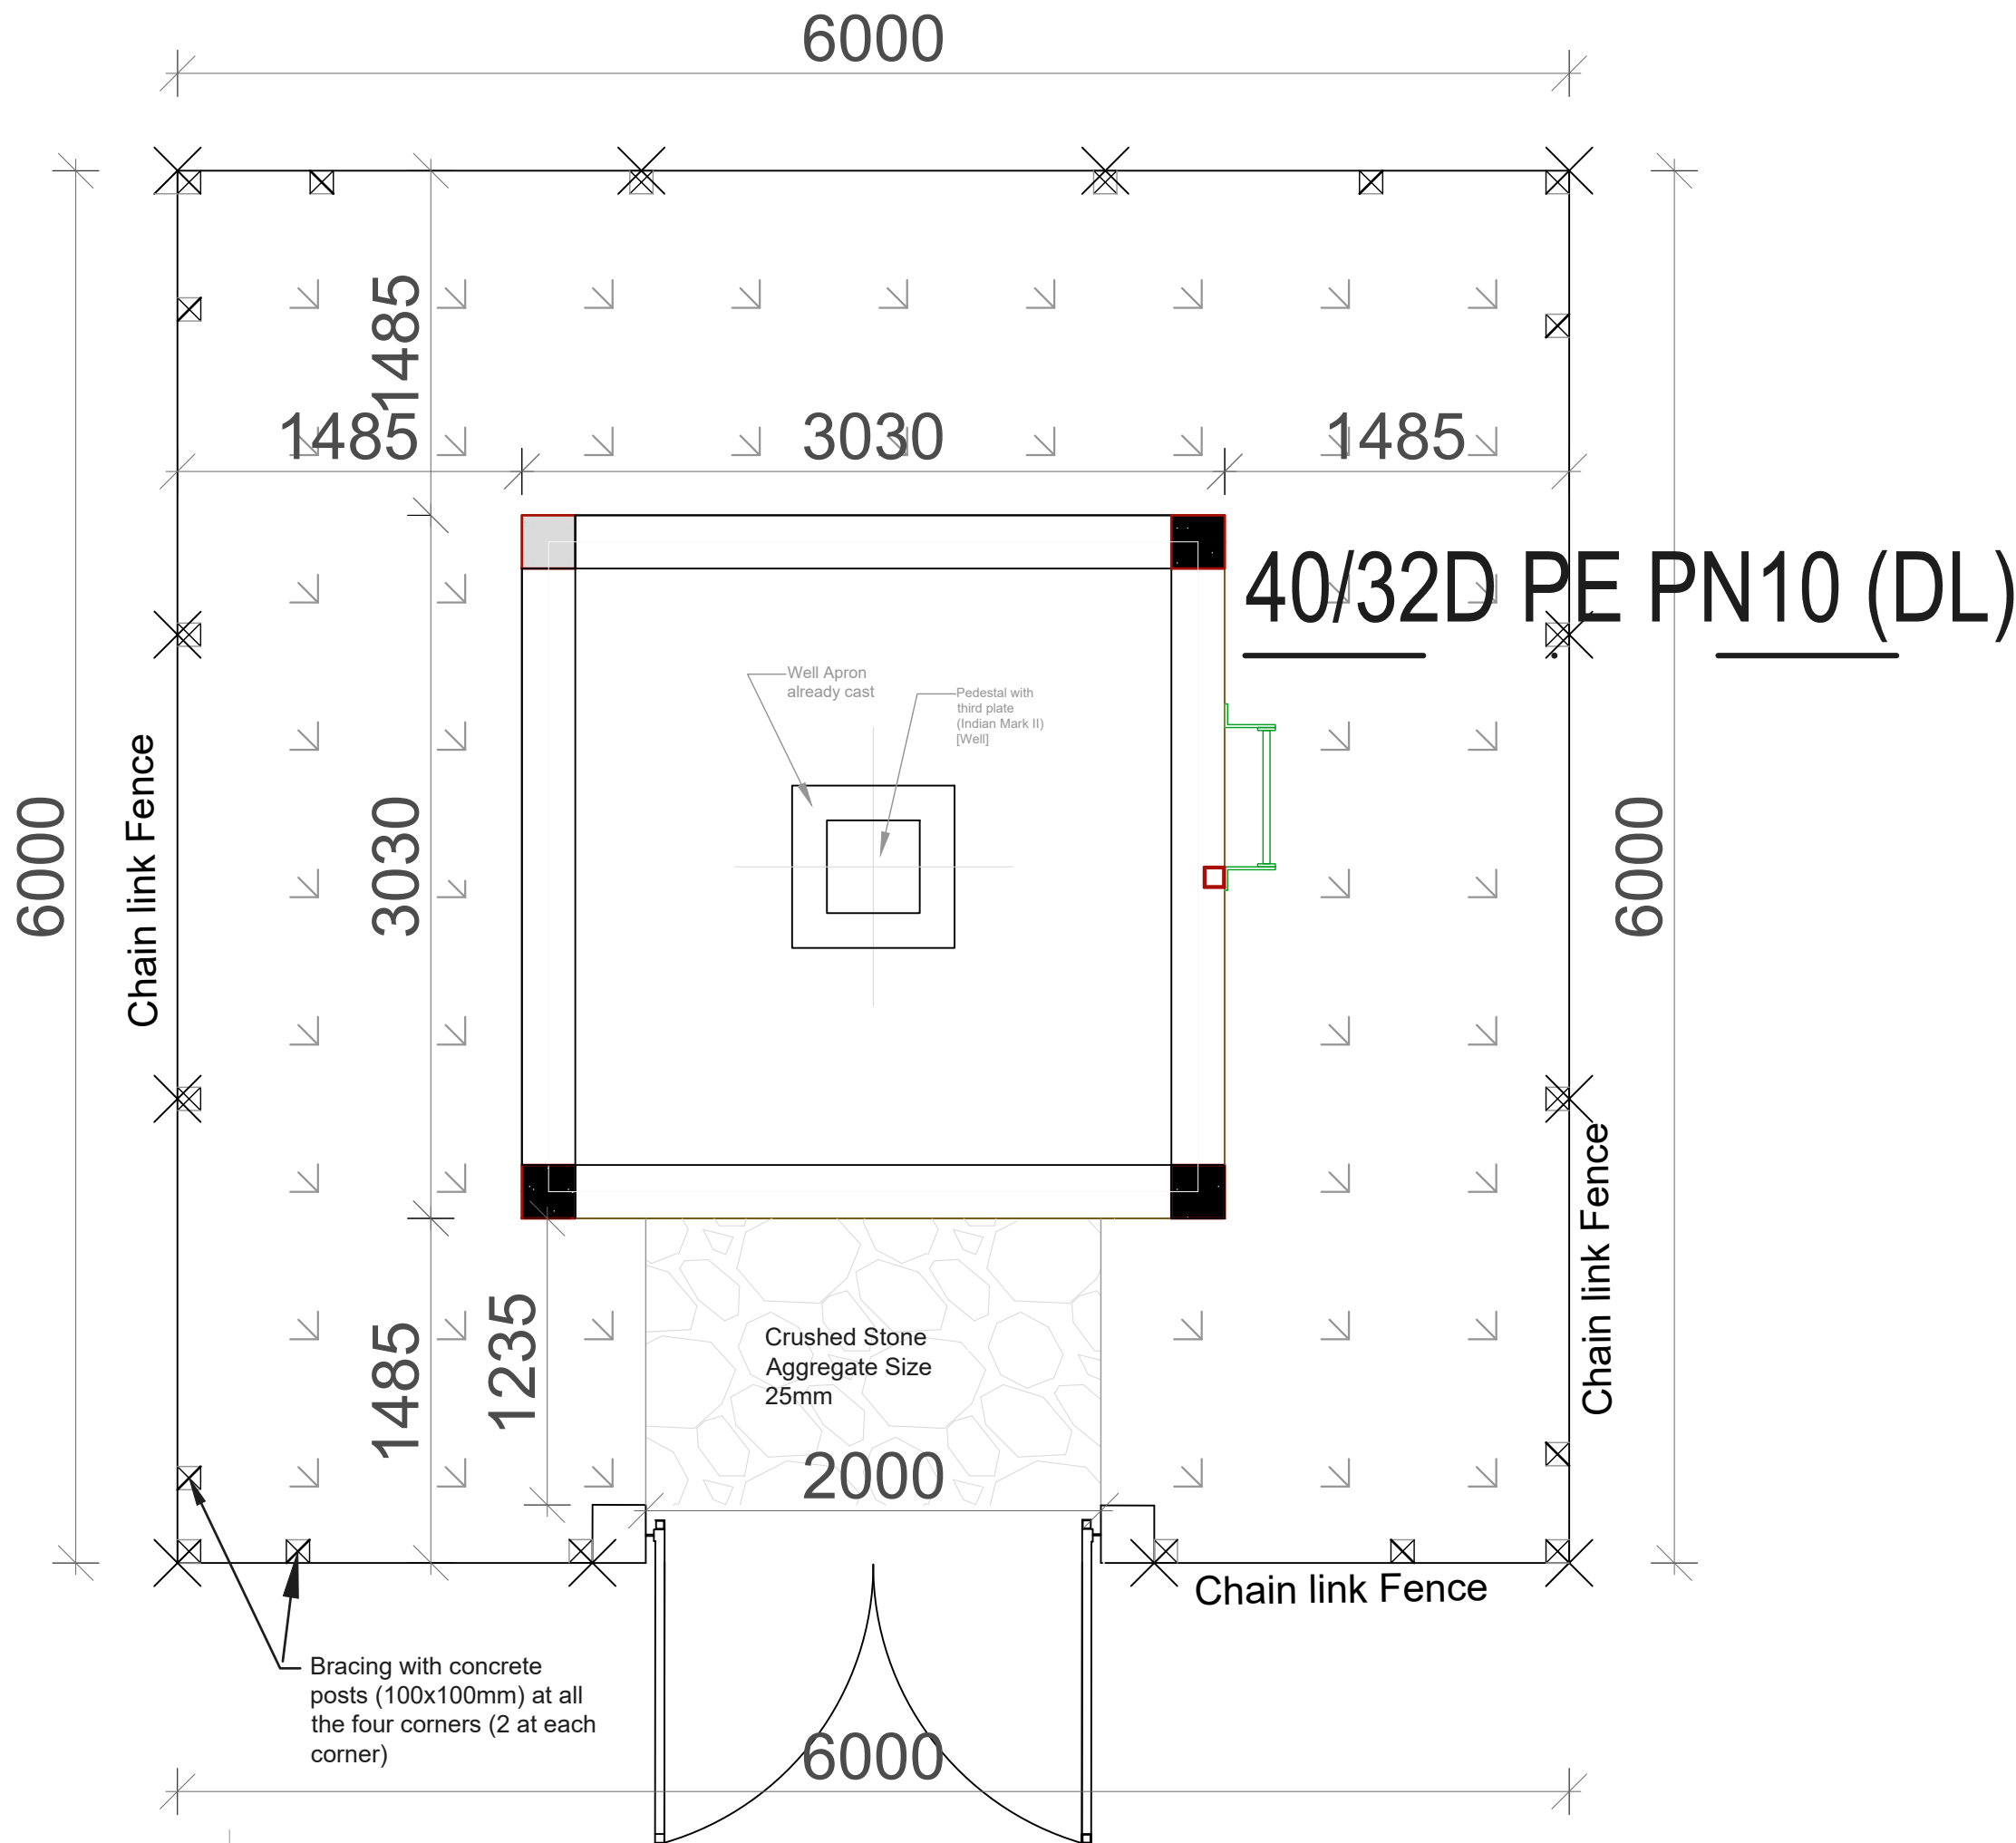 6000
1485
1485
3030
1485
40/32D PE PN10 (DL)
Well Apron
already cast
Pedestal with
third plate
(Indian Mark II)
[Well]
Chain link Fence
6000
3030
6000
Chain link Fence
1485
1235
Crushed Stone
Aggregate Size
25mm
2000
Chain link Fence
Bracing with concrete
posts (100x100mm) at all
the four corners (2 at each
corner)
6000